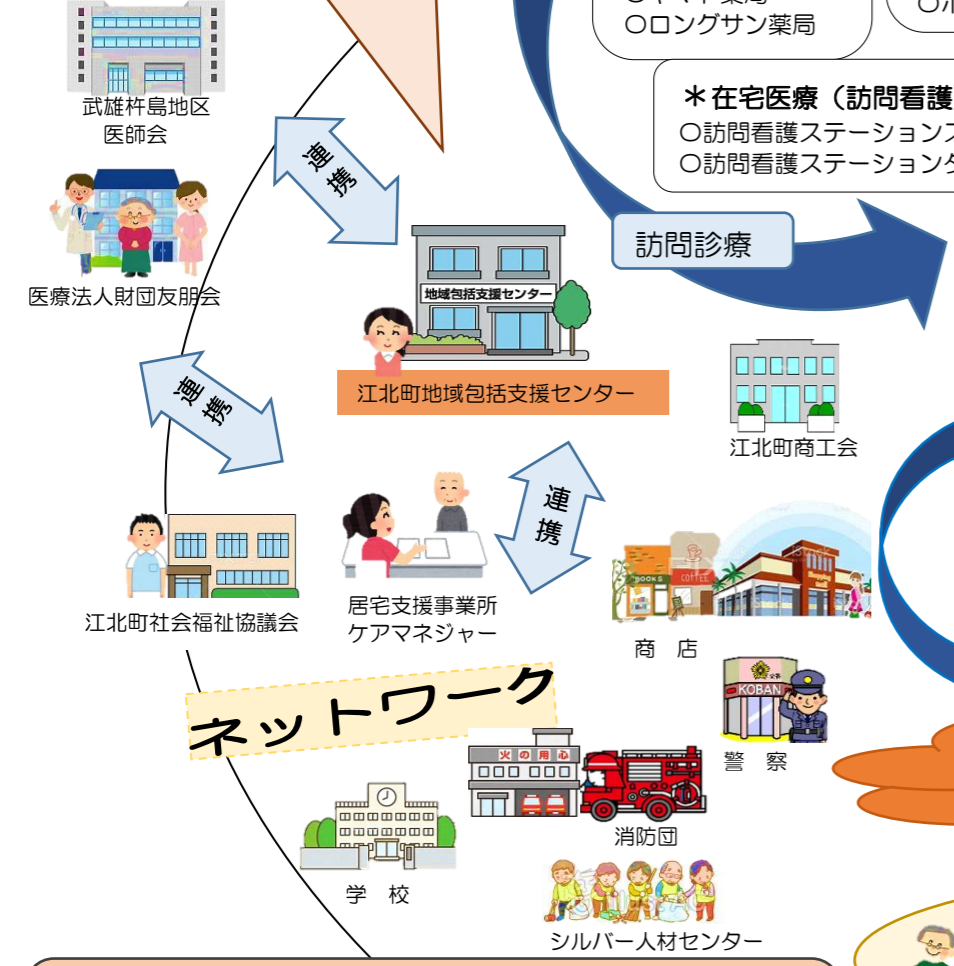 〇ロングサン薬局
＊在宅医療（訪問看護
〇訪問看護ステーション
〇訪問看護ステーション
武雄杵島地区
医師会
連携
訪問診療
医療法人財団友朋会
地域包括支援センター
江北町地域包括支援センター
連携
江北町商工会
連携
BOOKS
COFFEE
江北町社会福祉協議会
居宅支援事業所
ケアマネジャー
商 店
ネットワーク
KOBAN
警 察
火の用心
消防団
学 校
シルバー人材センター